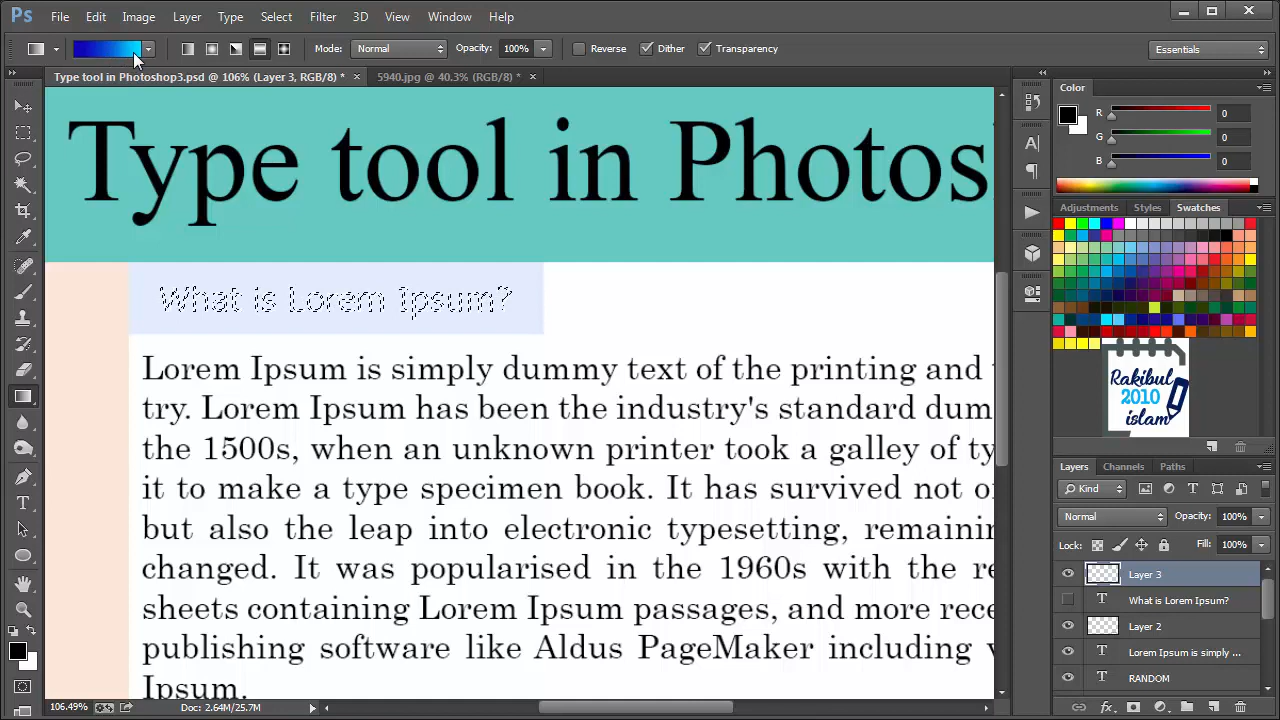 Ps File Edit Image Layer Type Select Filter 3D View Window Help
Mode: Normal Opacity: 100% Reverse Dither Transparency Essentials
Type tool in Photoshop3.psd @ 106% (Layer 3, RGB/8) * × 5940.jpg @ 40.3% (RGB/8) * ×
Type tool in Photos
What is Lorem Ipsum?
Lorem Ipsum is simply dummy text of the printing and
try. Lorem Ipsum has been the industry's standard dum
the 1500s, when an unknown printer took a galley of ty
it to make a type specimen book. It has survived not
but also the leap into electronic typesetting, remainin
changed. It was popularised in the 1960s with the re
sheets containing Lorem Ipsum passages, and more rece
publishing software like Aldus PageMaker including
Ipsum.
106.49% Doc: 2.64M/25.7M
Color
R 0
G 0
B 0
Adjustments Styles Swatches
Rakibul
2010
islam
Layers Channels Paths
Kind
Normal Opacity: 100%
Lock: Fill: 100%
Layer 3
T What is Lorem Ipsum?
Layer 2
T Lorem Ipsum is simply ...
T RANDOM